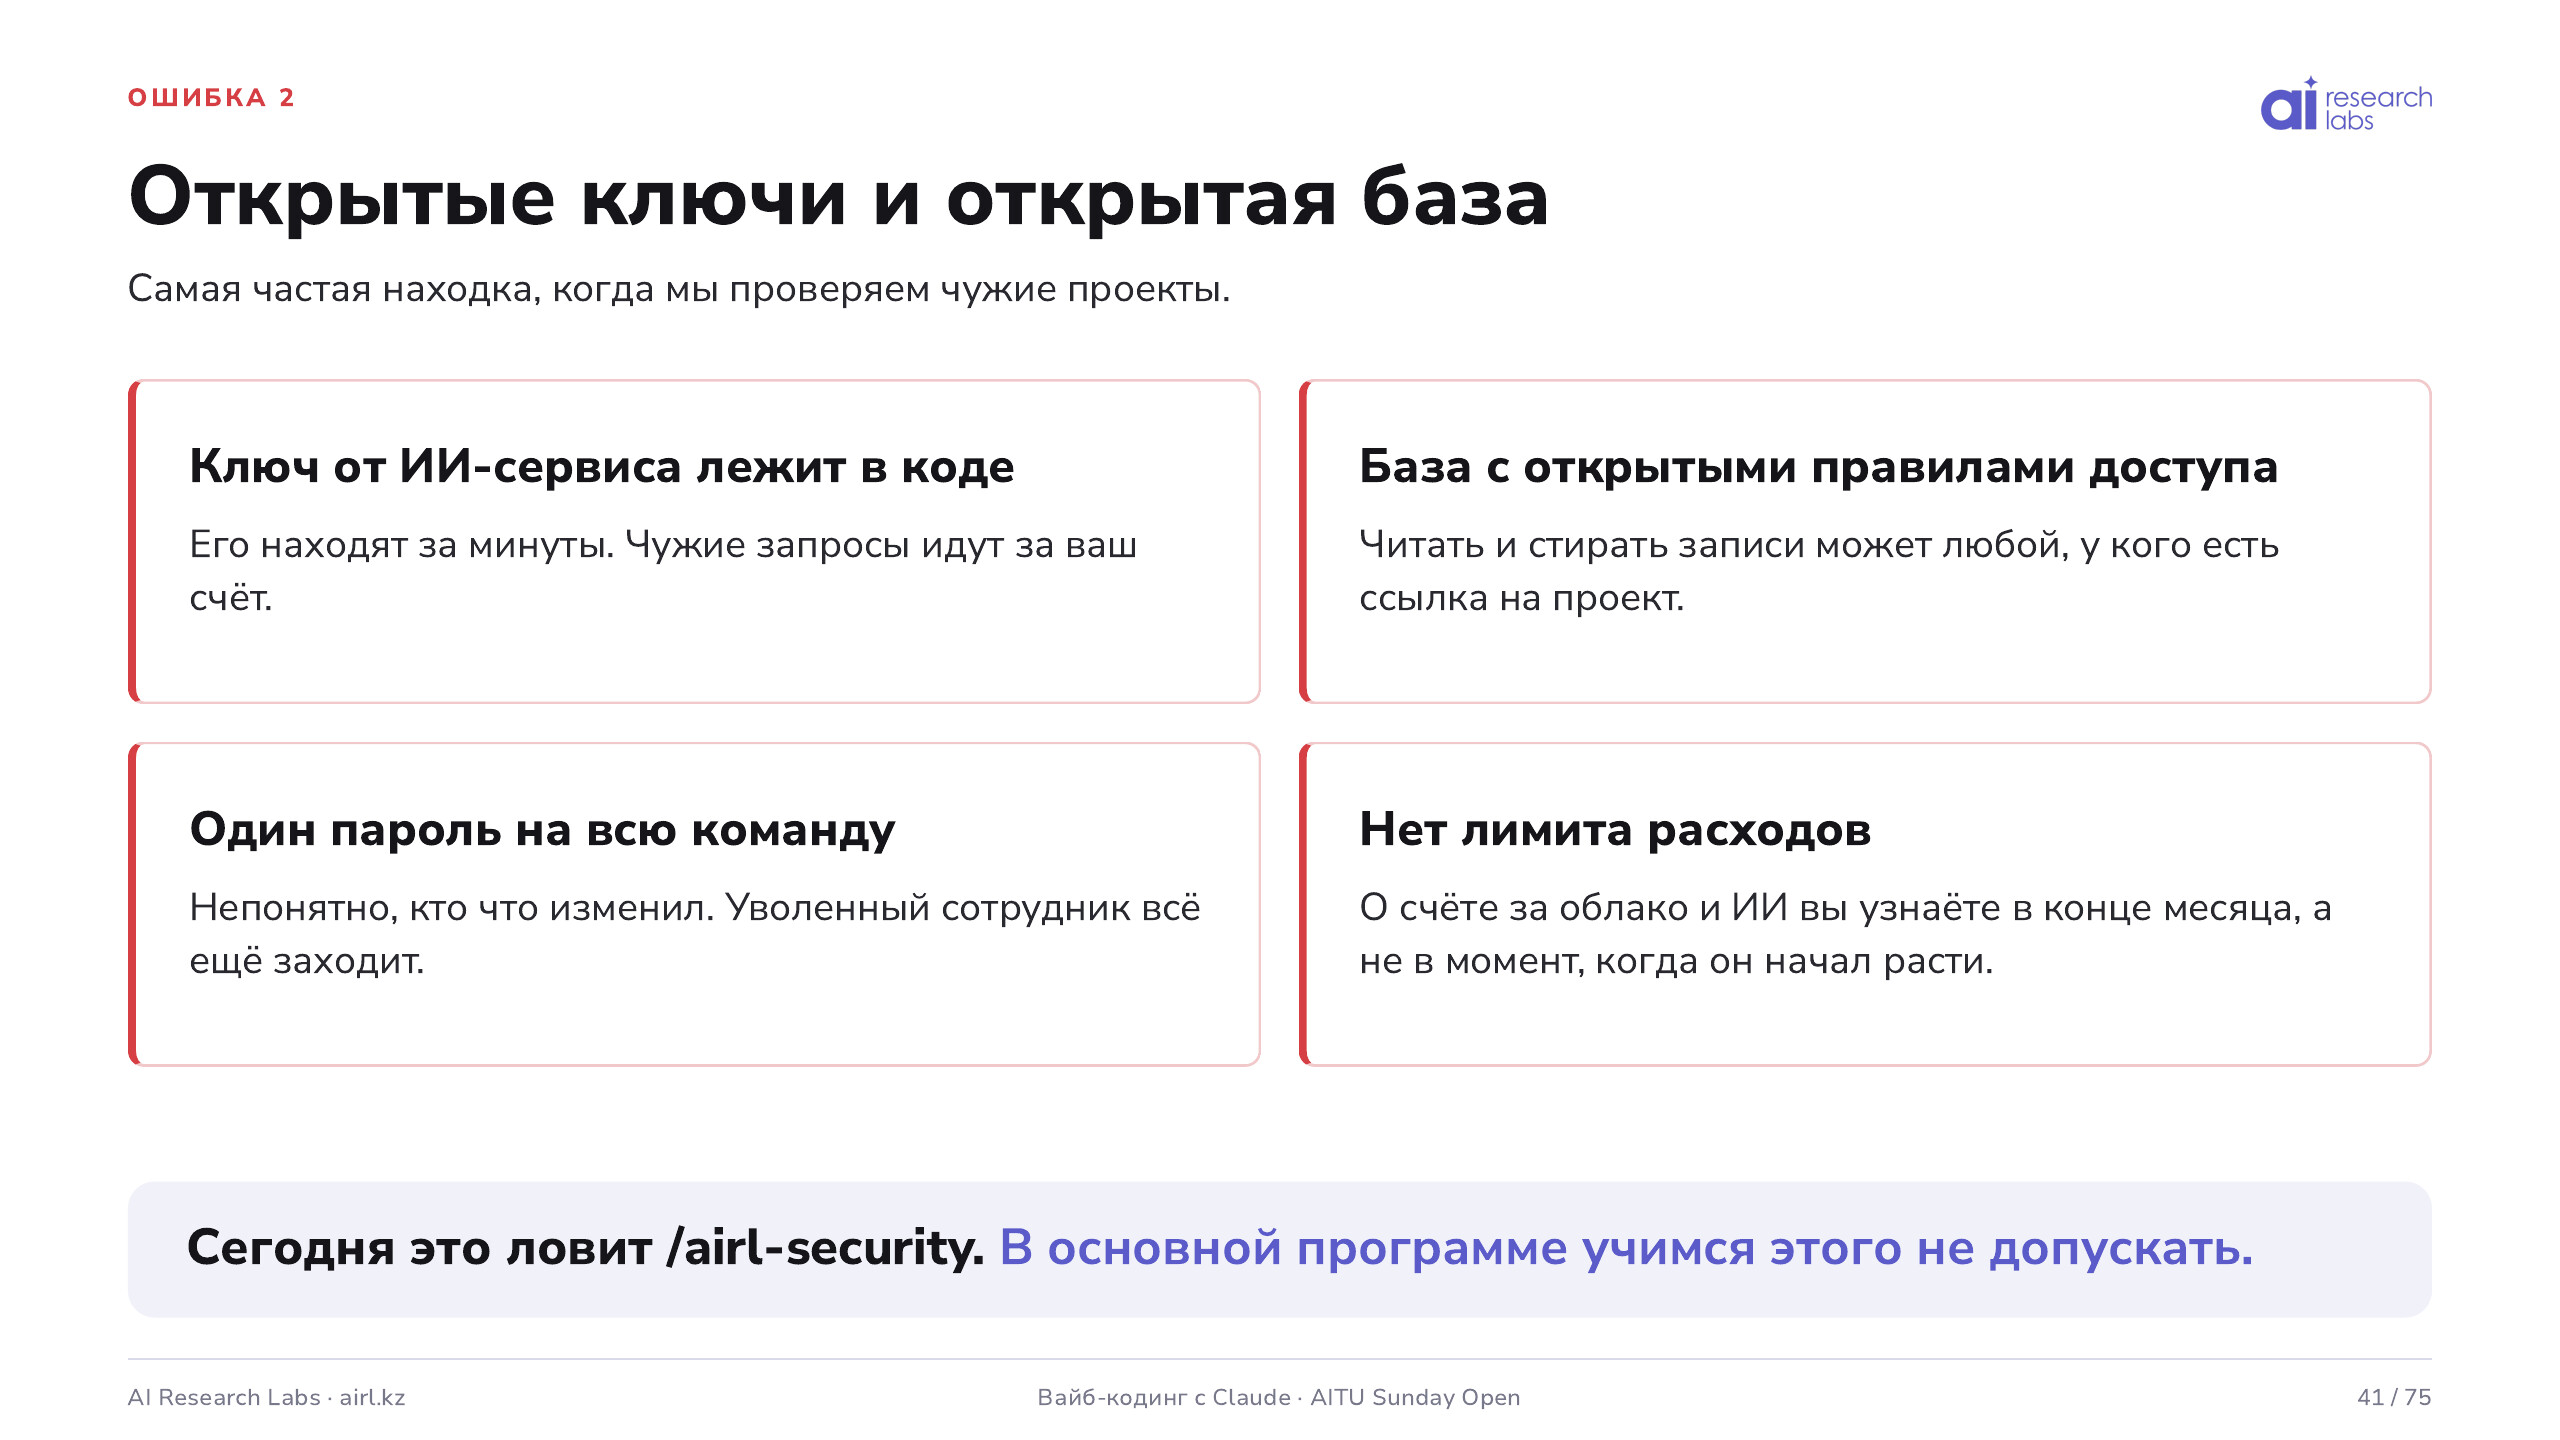 ОШИБКА 2
ai research labs
Открытые ключи и открытая база
Самая частая находка, когда мы проверяем чужие проекты.
Ключ от ИИ-сервиса лежит в коде
Его находят за минуты. Чужие запросы идут за ваш
счёт.
База с открытыми правилами доступа
Читать и стирать записи может любой, у кого есть
ссылка на проект.
Один пароль на всю команду
Непонятно, кто что изменил. Уволенный сотрудник всё
ещё заходит.
Нет лимита расходов
О счёте за облако и ИИ вы узнаёте в конце месяца, а
не в момент, когда он начал расти.
Сегодня это ловит /airl-security. В основной программе учимся этого не допускать.
AI Research Labs · airl.kz
Вайб-кодинг с Claude · AITU Sunday Open
41 / 75